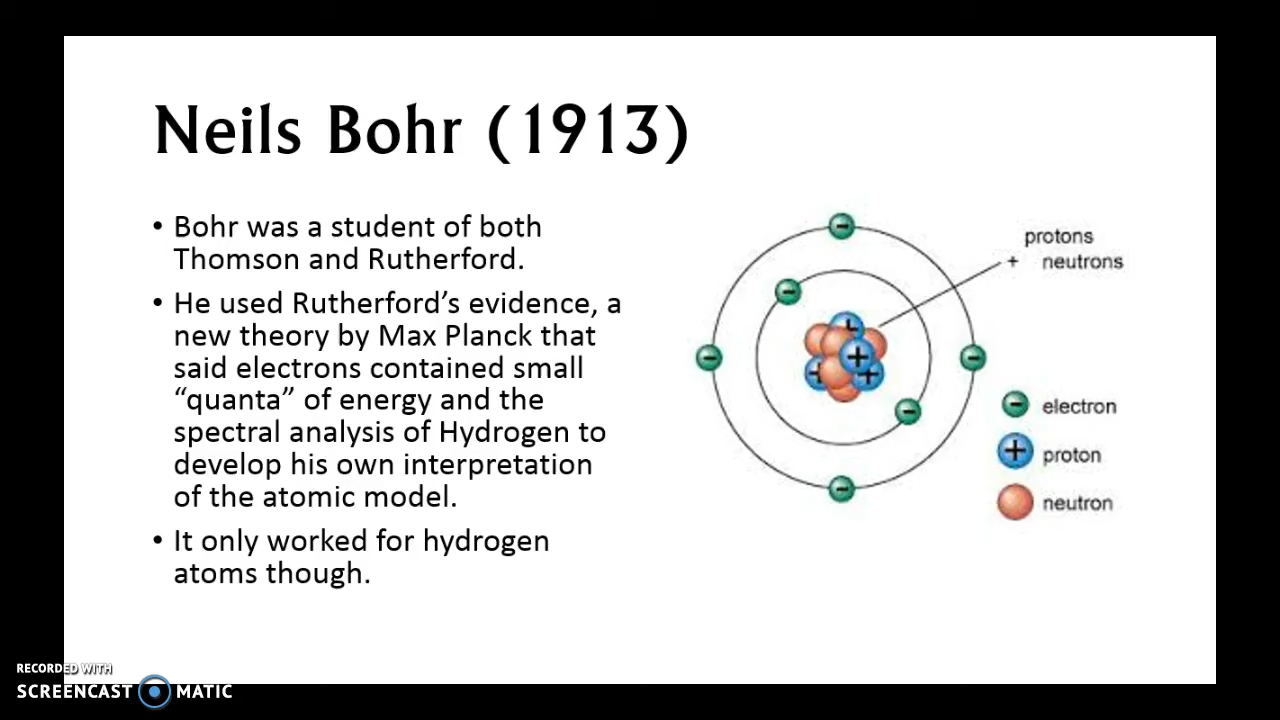 Neils Bohr (1913)
• Bohr was a student of both
Thomson and Rutherford.
• He used Rutherford’s evidence, a
new theory by Max Planck that
said electrons contained small
“quanta” of energy and the
spectral analysis of Hydrogen to
develop his own interpretation
of the atomic model.
• It only worked for hydrogen
atoms though.
protons
+ neutrons
electron
proton
neutron
RECORDED WITH
SCREENCAST MATIC